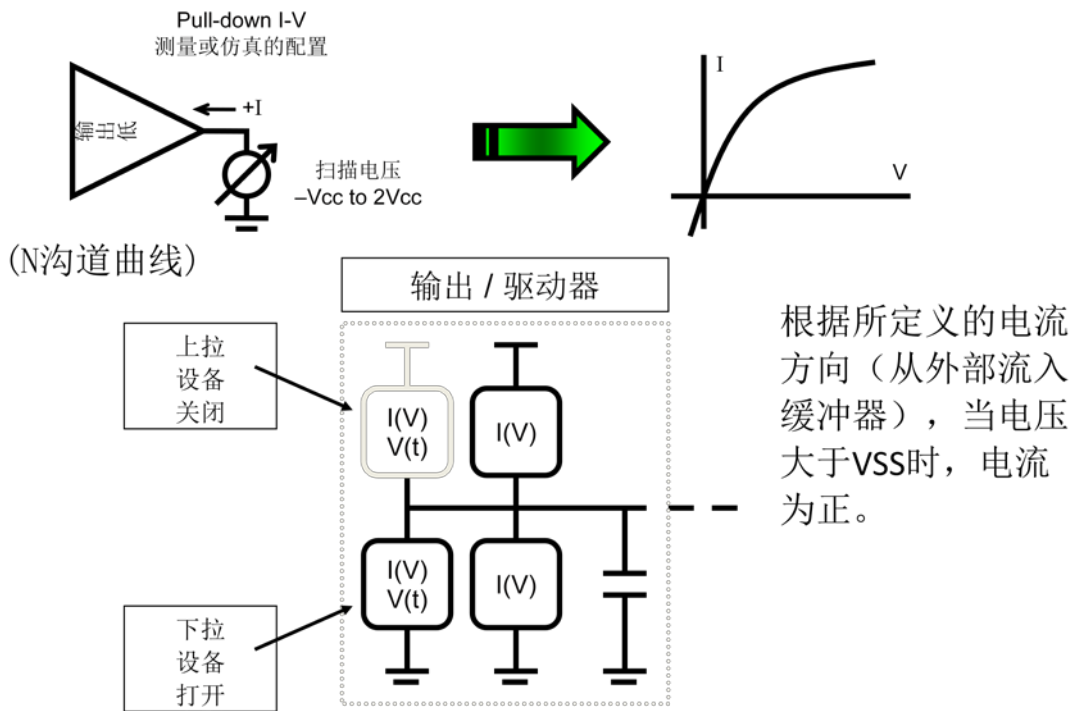 Pull-down I-V
测量或仿真的配置
输出低
+I
扫描电压
–Vcc to 2Vcc
I
V
(N沟道曲线)
输出 / 驱动器
上拉
设备
关闭
I(V)
V(t)
I(V)
I(V)
V(t)
I(V)
下拉
设备
打开
根据所定义的电流
方向（从外部流入
缓冲器），当电压
大于VSS时，电流
为正。